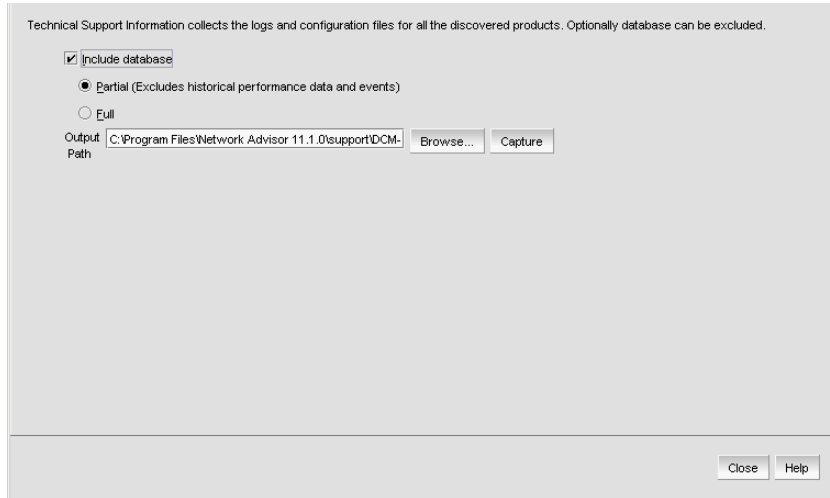 Technical Support Information collects the logs and configuration files for all the discovered products. Optionally database can be excluded.
Include database
Partial (Excludes historical performance data and events)
Full
Output Path C:\Program Files\Network Advisor 11.1.0\support\DCM- Browse... Capture
Close Help